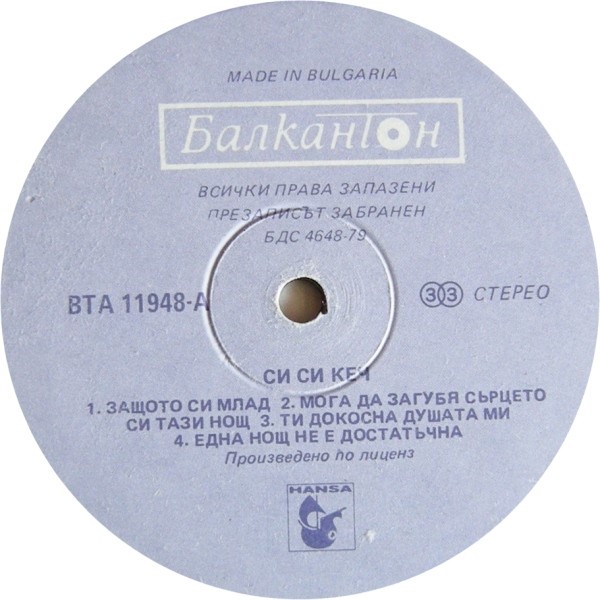 MADE IN BULGARIA
Балкантон
ВСИЧКИ ПРАВА ЗАПАЗЕНИ
ПРЕЗАПИСЪТ ЗАБРАНЕН
БДС 4648-79
ВТА 11948-А
33 СТЕРЕО
СИ СИ КЕЧ
1. ЗАЩОТО СИ МЛАД 2. МОГА ДА ЗАГУБЯ СЪРЦЕТО
СИ ТАЗИ НОЩ 3. ТИ ДОКОСНА ДУШАТА МИ
4. ЕДНА НОЩ НЕ Е ДОСТАТЪЧНА
Произведено по лиценз
HANSA